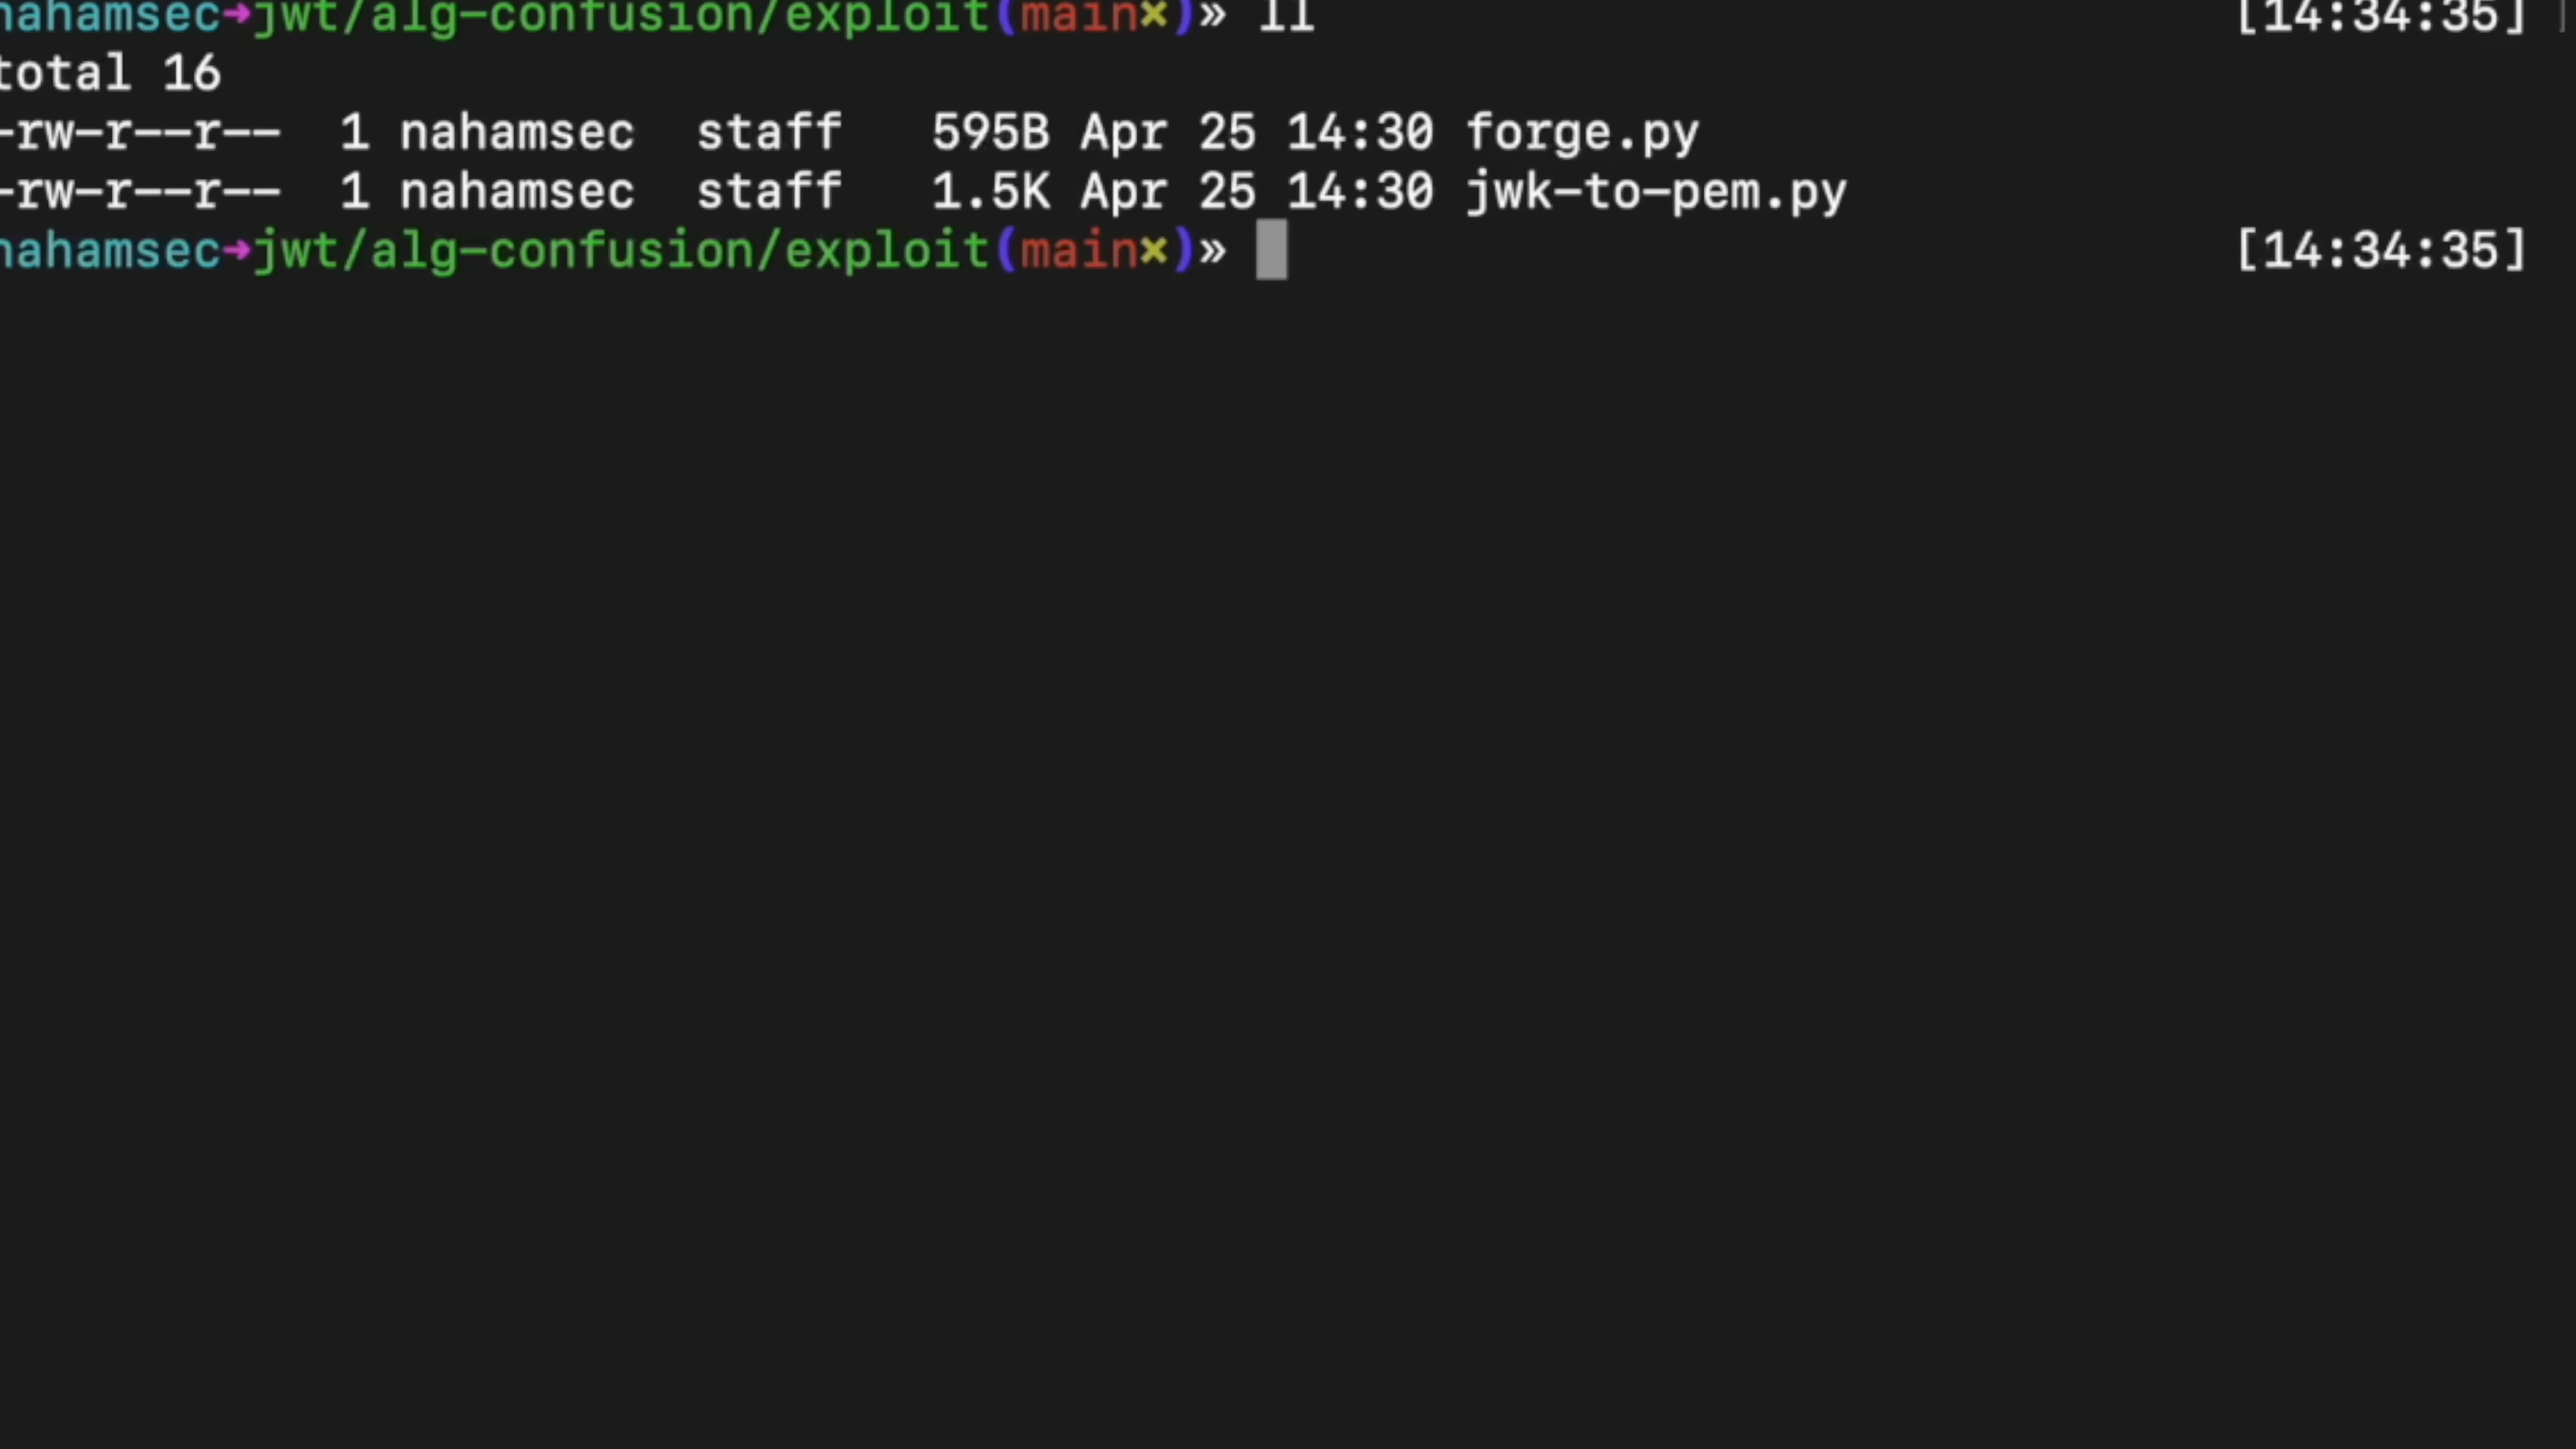 nahamsec➜jwt/alg-confusion/exploit(main✗)» ll [14:34:35]
total 16
-rw-r--r-- 1 nahamsec staff 595B Apr 25 14:30 forge.py
-rw-r--r-- 1 nahamsec staff 1.5K Apr 25 14:30 jwk-to-pem.py
nahamsec➜jwt/alg-confusion/exploit(main✗)» [14:34:35]